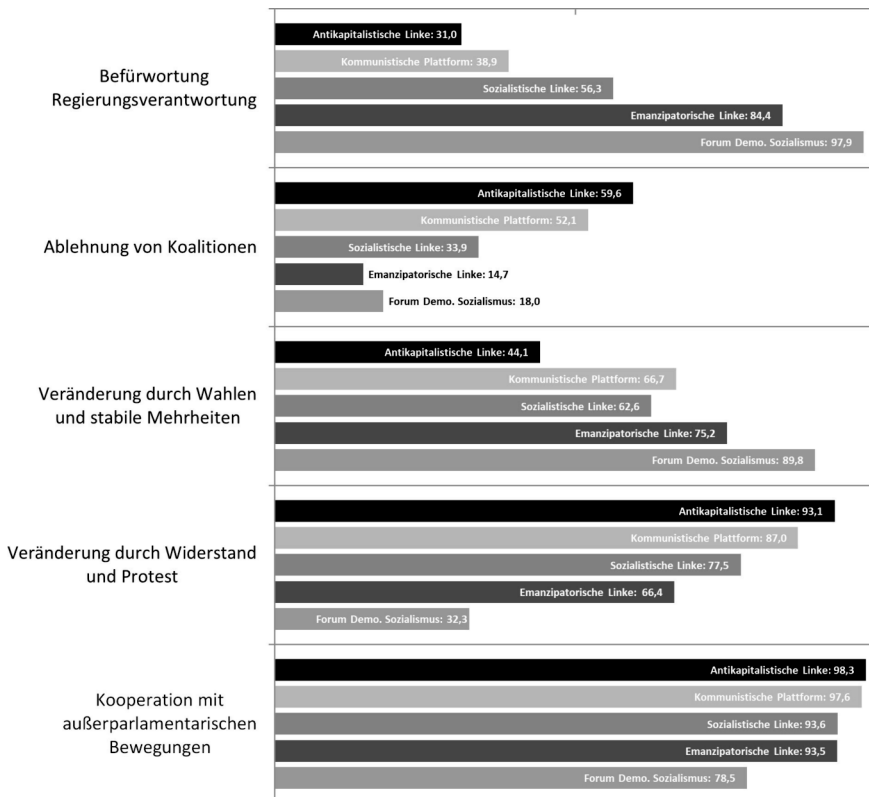 Befürwortung
Regierungsverantwortung
Antikapitalistische Linke: 31,0
Kommunistische Plattform: 38,9
Sozialistische Linke: 56,3
Emanzipatorische Linke: 84,4
Forum Demo. Sozialismus: 97,9
Ablehnung von Koalitionen
Antikapitalistische Linke: 59,6
Kommunistische Plattform: 52,1
Sozialistische Linke: 33,9
Emanzipatorische Linke: 14,7
Forum Demo. Sozialismus: 18,0
Veränderung durch Wahlen
und stabile Mehrheiten
Antikapitalistische Linke: 44,1
Kommunistische Plattform: 66,7
Sozialistische Linke: 62,6
Emanzipatorische Linke: 75,2
Forum Demo. Sozialismus: 89,8
Veränderung durch Widerstand
und Protest
Antikapitalistische Linke: 93,1
Kommunistische Plattform: 87,0
Sozialistische Linke: 77,5
Emanzipatorische Linke: 66,4
Forum Demo. Sozialismus: 32,3
Kooperation mit
außerparlamentarischen
Bewegungen
Antikapitalistische Linke: 98,3
Kommunistische Plattform: 97,6
Sozialistische Linke: 93,6
Emanzipatorische Linke: 93,5
Forum Demo. Sozialismus: 78,5